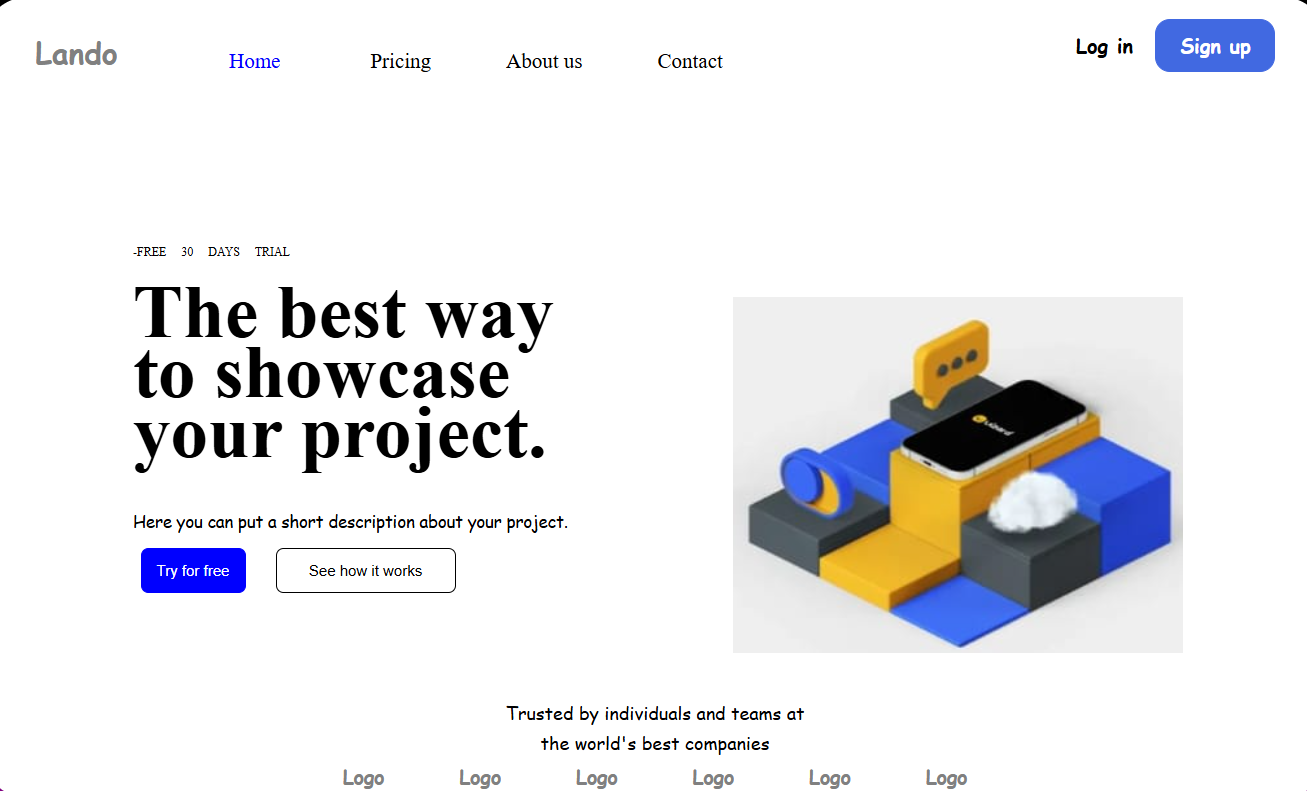 Lando
Home Pricing About us Contact
Log in Sign up
-FREE 30 DAYS TRIAL
The best way
to showcase
your project.
Here you can put a short description about your project.
Try for free See how it works
Trusted by individuals and teams at
the world's best companies
Logo Logo Logo Logo Logo Logo